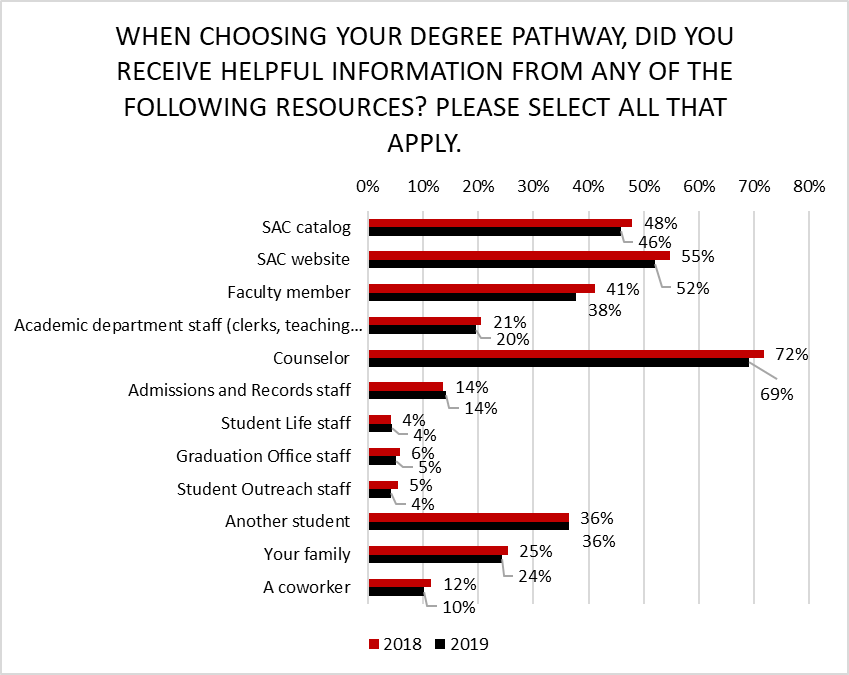 WHEN CHOOSING YOUR DEGREE PATHWAY, DID YOU
RECEIVE HELPFUL INFORMATION FROM ANY OF THE
FOLLOWING RESOURCES? PLEASE SELECT ALL THAT
APPLY.
0% 10% 20% 30% 40% 50% 60% 70% 80%
SAC catalog 48%
46%
SAC website 55%
52%
Faculty member 41%
38%
Academic department staff (clerks, teaching... 21%
20%
Counselor 72%
69%
Admissions and Records staff 14%
14%
Student Life staff 4%
4%
Graduation Office staff 6%
5%
Student Outreach staff 5%
4%
Another student 36%
36%
Your family 25%
24%
A coworker 12%
10%
2018 2019